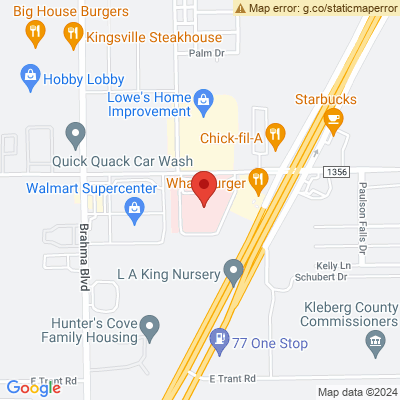 Map error: g.co/staticmaperror
Big House Burgers
Kingsville Steakhouse
Palm Dr
Hobby Lobby
Lowe's Home
Improvement
Starbucks
Chick-fil-A
Quick Quack Car Wash
1356
Walmart Supercenter
Paulson Falls Dr
Brahma Blvd
Kelly Ln
L A King Nursery
Schubert Dr
Kleberg County
Commissioners
Hunter's Cove
Family Housing
77 One Stop
E Trant Rd
E Trant Rd
Google
Map data ©2024